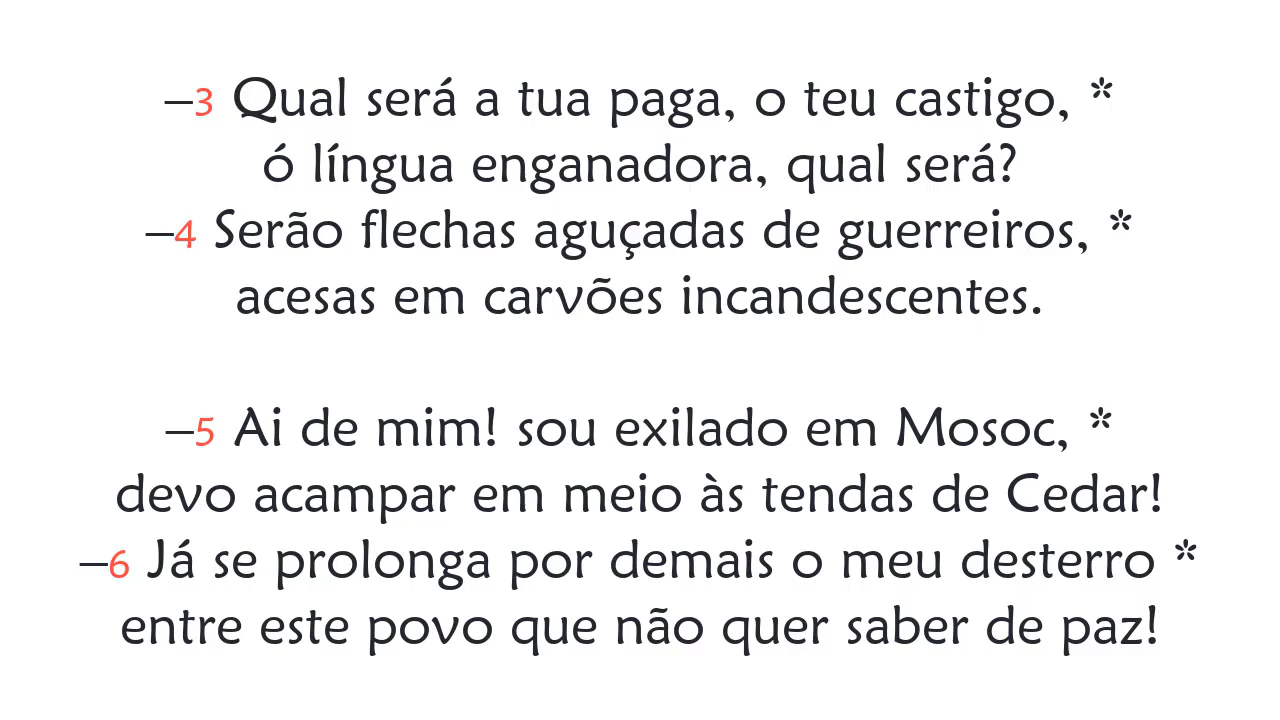 –3 Qual será a tua paga, o teu castigo, *
ó língua enganadora, qual será?
–4 Serão flechas aguçadas de guerreiros, *
acesas em carvões incandescentes.
–5 Ai de mim! sou exilado em Mosoc, *
devo acampar em meio às tendas de Cedar!
–6 Já se prolonga por demais o meu desterro *
entre este povo que não quer saber de paz!